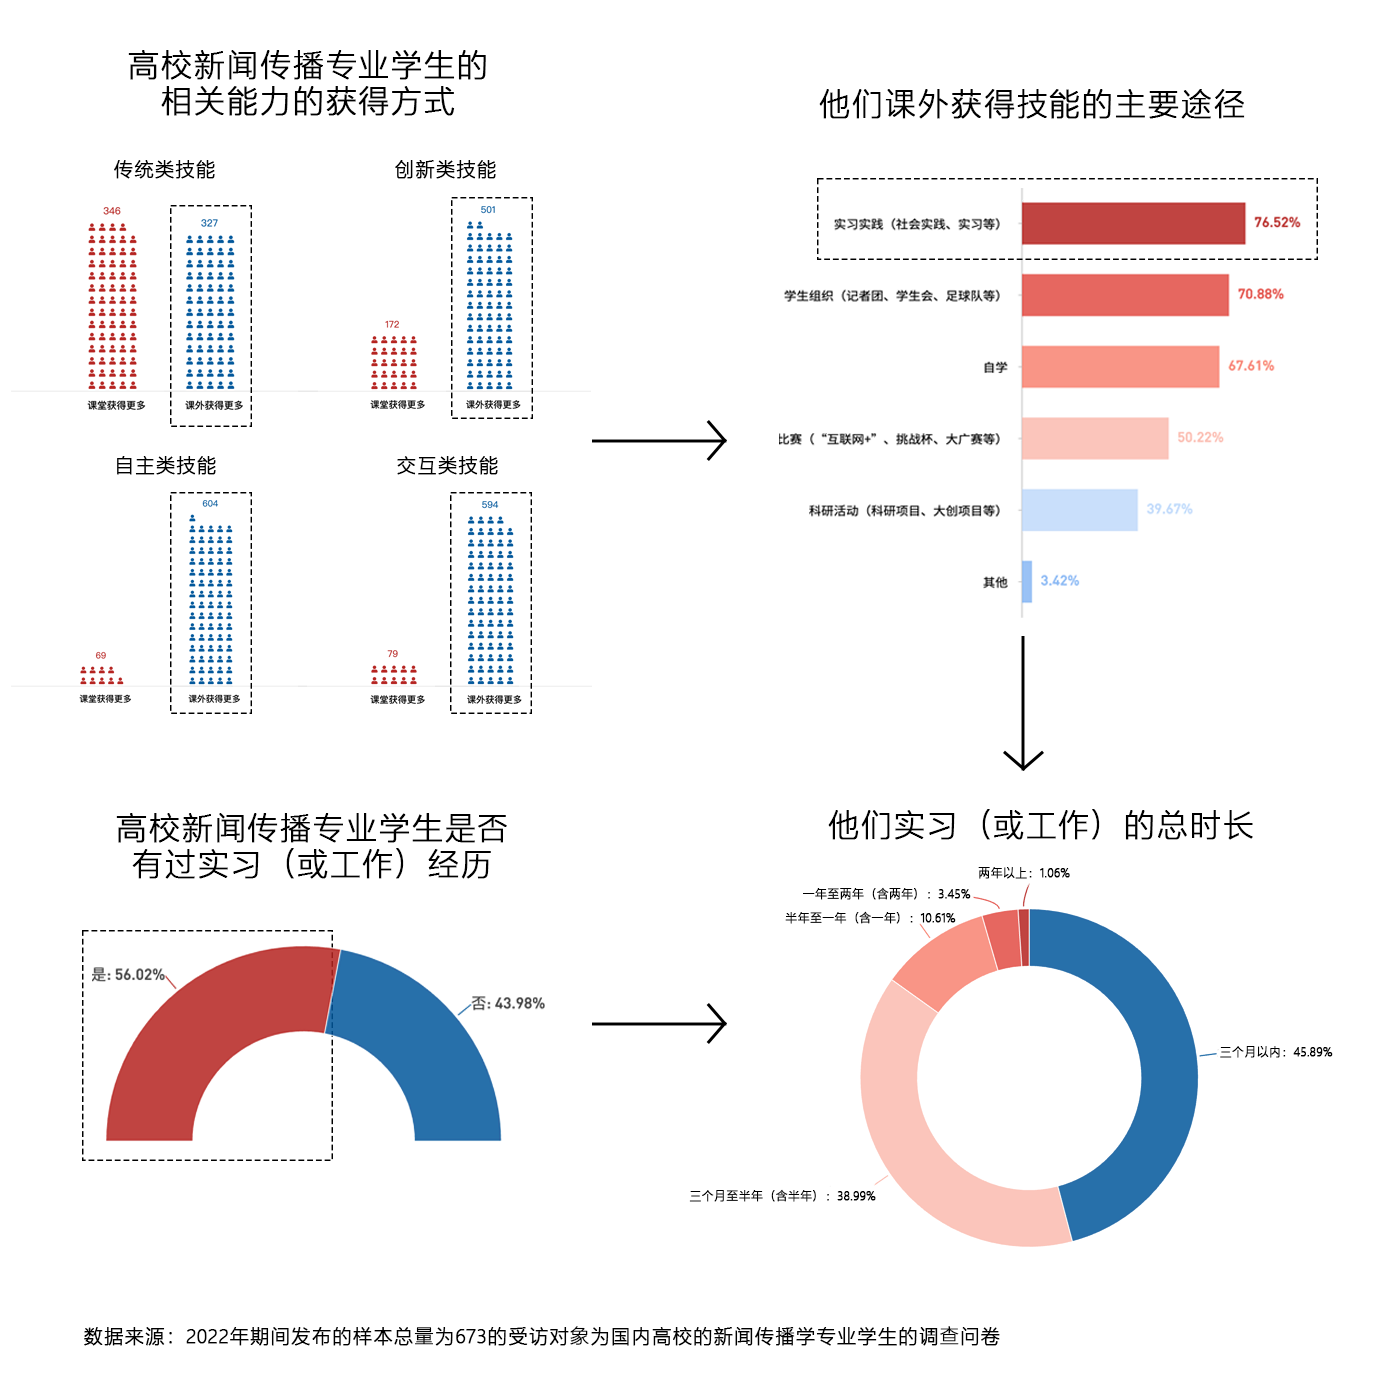 高校新闻传播专业学生的
相关能力的获得方式
传统类技能
346
327
课堂获得更多
课外获得更多
创新类技能
501
172
课堂获得更多
课外获得更多
自主类技能
604
69
课堂获得更多
课外获得更多
交互类技能
594
79
课堂获得更多
课外获得更多
他们课外获得技能的主要途径
实习实践（社会实践、实习等）
76.52%
学生组织（记者团、学生会、足球队等）
70.88%
自学
67.61%
比赛（“互联网+”、挑战杯、大广赛等）
50.22%
科研活动（科研项目、大创项目等）
39.67%
其他
3.42%
高校新闻传播专业学生是否
有过实习（或工作）经历
是: 56.02%
否: 43.98%
他们实习（或工作）的总时长
两年以上：1.06%
一年至两年（含两年）：3.45%
半年至一年（含一年）：10.61%
三个月以内：45.89%
三个月至半年（含半年）：38.99%
数据来源：2022年期间发布的样本总量为673的受访对象为国内高校的新闻传播学专业学生的调查问卷